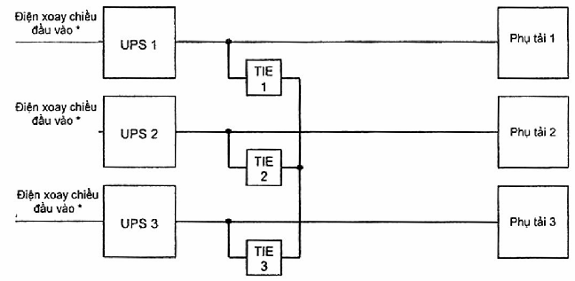 Điện xoay chiều
đầu vào *
UPS 1
Phụ tải 1
TIE
1
Điện xoay chiều
đầu vào *
UPS 2
Phụ tải 2
TIE
2
Điện xoay chiều
đầu vào *
UPS 3
Phụ tải 3
TIE
3